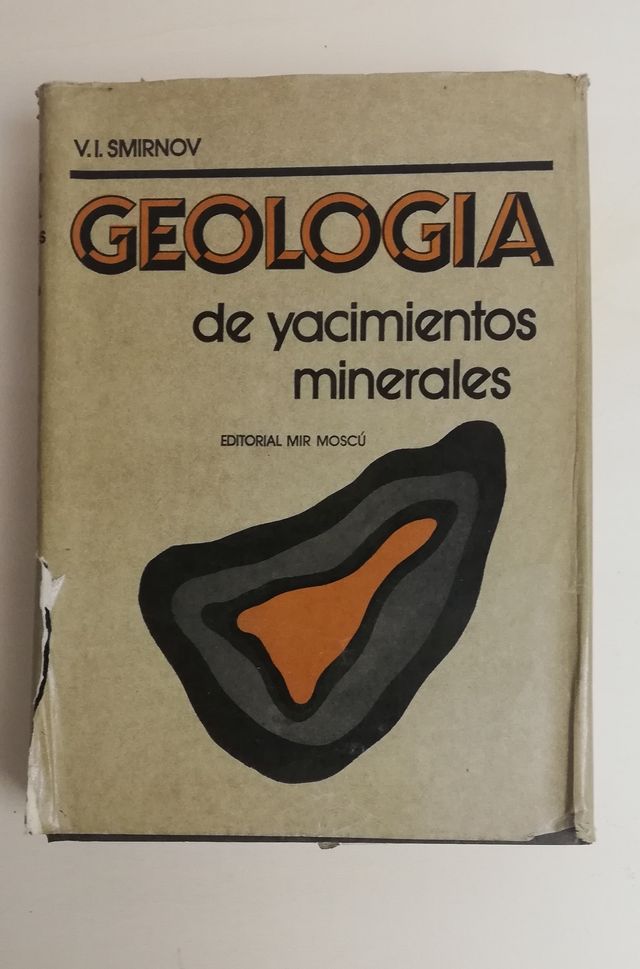 V.I. SMIRNOV
GEOLOGIA
de yacimientos
minerales
EDITORIAL MIR MOSCÚ